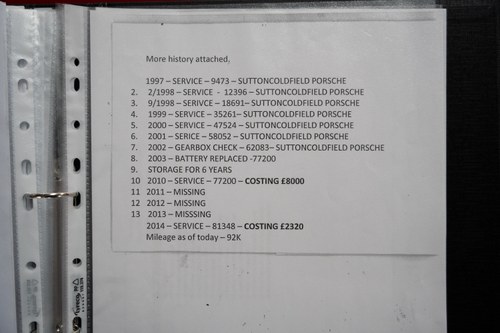 More history attached.
1997 – SERVICE – 9473 – SUTTONCOLDFIELD PORSCHE
2. 2/1998 – SERVICE - 12396 – SUTTONCOLDFIELD PORSCHE
3. 9/1998 – SERIVCE – 18691– SUTTONCOLDFIELD PORSCHE
4. 1999 – SERVICE – 35261– SUTTONCOLDFIELD PORSCHE
5. 2000 – SERVICE – 47524 – SUTTONCOLDFIELD PORSCHE
6. 2001 – SERICE – 58052 – SUTTONCOLDFIELD PORSCHE
7. 2002 – GEARBOX CHECK – 62083– SUTTONCOLDFIELD PORSCHE
8. 2003 – BATTERY REPLACED -77200
9. STORAGE FOR 6 YEARS
10 2010 – SERVICE – 77200 – COSTING £8000
11 2011 – MISSING
12 2012 – MISSING
13 2013 – MISSSING
2014 – SERVICE – 81348 – COSTING £2320
Mileage as of today – 92K